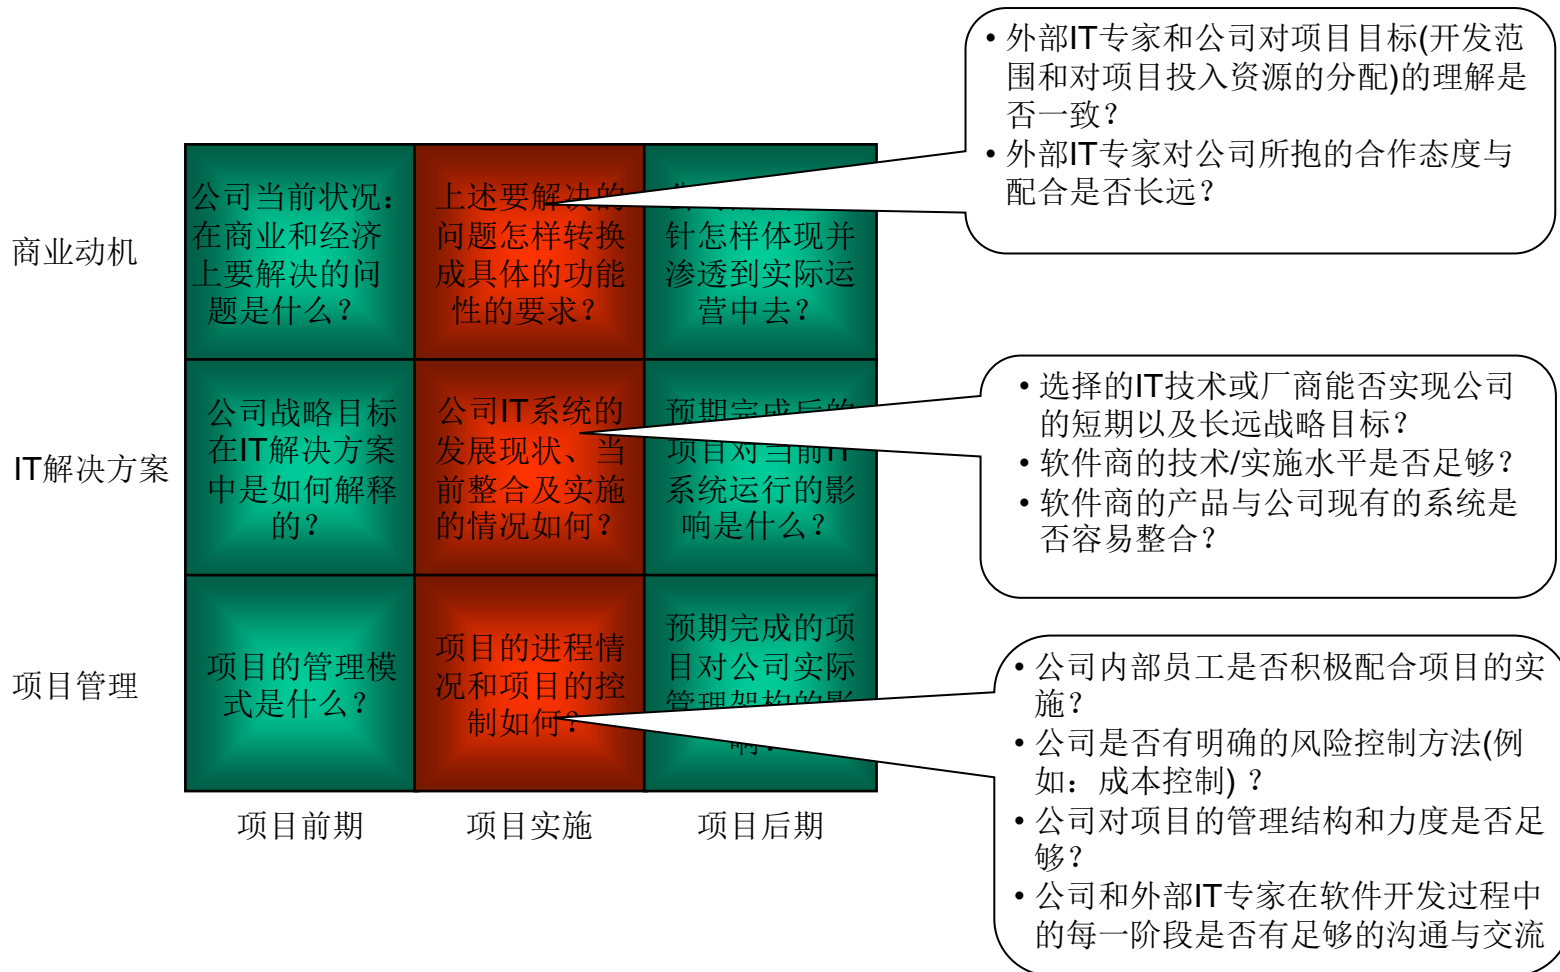 • 外部IT专家和公司对项目目标(开发范
围和对项目投入资源的分配)的理解是
否一致?
• 外部IT专家对公司所抱的合作态度与
配合是否长远?
商业动机
公司当前状况:
在商业和经济
上要解决的问
题是什么?
上述要解决的
问题怎样转换
成具体的功能
性的要求?
针怎样体现并
渗透到实际运
营中去?
IT解决方案
公司战略目标
在IT解决方案
中是如何解释
的?
公司IT系统的
发展现状、当
前整合及实施
的情况如何?
预期完成后的
项目对当前IT
系统运行的影
响是什么?
• 选择的IT技术或厂商能否实现公司
的短期以及长远战略目标?
• 软件商的技术/实施水平是否足够?
• 软件商的产品与公司现有的系统是
否容易整合?
项目管理
项目的管理模
式是什么?
项目的进程情
况和项目的控
制如何?
预期完成的项
目对公司实际
管理架构的影
响?
• 公司内部员工是否积极配合项目的实
施?
• 公司是否有明确的风险控制方法(例
如：成本控制) ?
• 公司对项目的管理结构和力度是否足
够?
• 公司和外部IT专家在软件开发过程中
的每一阶段是否有足够的沟通与交流
项目前期
项目实施
项目后期